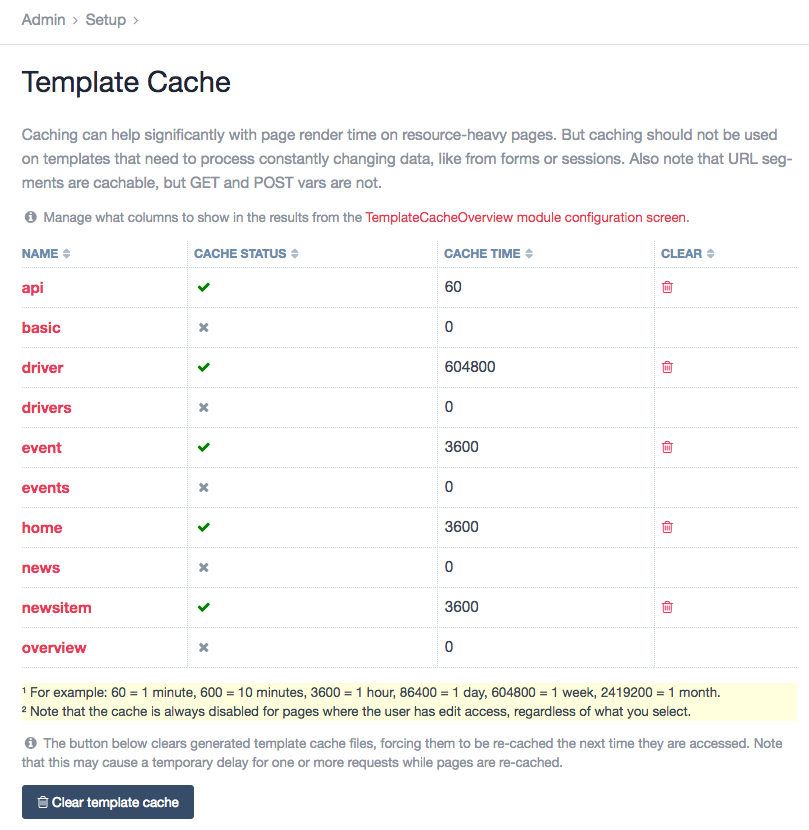 Admin > Setup >
Template Cache
Caching can help significantly with page render time on resource-heavy pages. But caching should not be used
on templates that need to process constantly changing data, like from forms or sessions. Also note that URL seg-
ments are cachable, but GET and POST vars are not.
Manage what columns to show in the results from the TemplateCacheOverview module configuration screen.
NAME CACHE STATUS CACHE TIME CLEAR
api 60
basic 0
driver 604800
drivers 0
event 3600
events 0
home 3600
news 0
newsitem 3600
overview 0
¹ For example: 60 = 1 minute, 600 = 10 minutes, 3600 = 1 hour, 86400 = 1 day, 604800 = 1 week, 2419200 = 1 month.
² Note that the cache is always disabled for pages where the user has edit access, regardless of what you select.
The button below clears generated template cache files, forcing them to be re-cached the next time they are accessed. Note
that this may cause a temporary delay for one or more requests while pages are re-cached.
Clear template cache